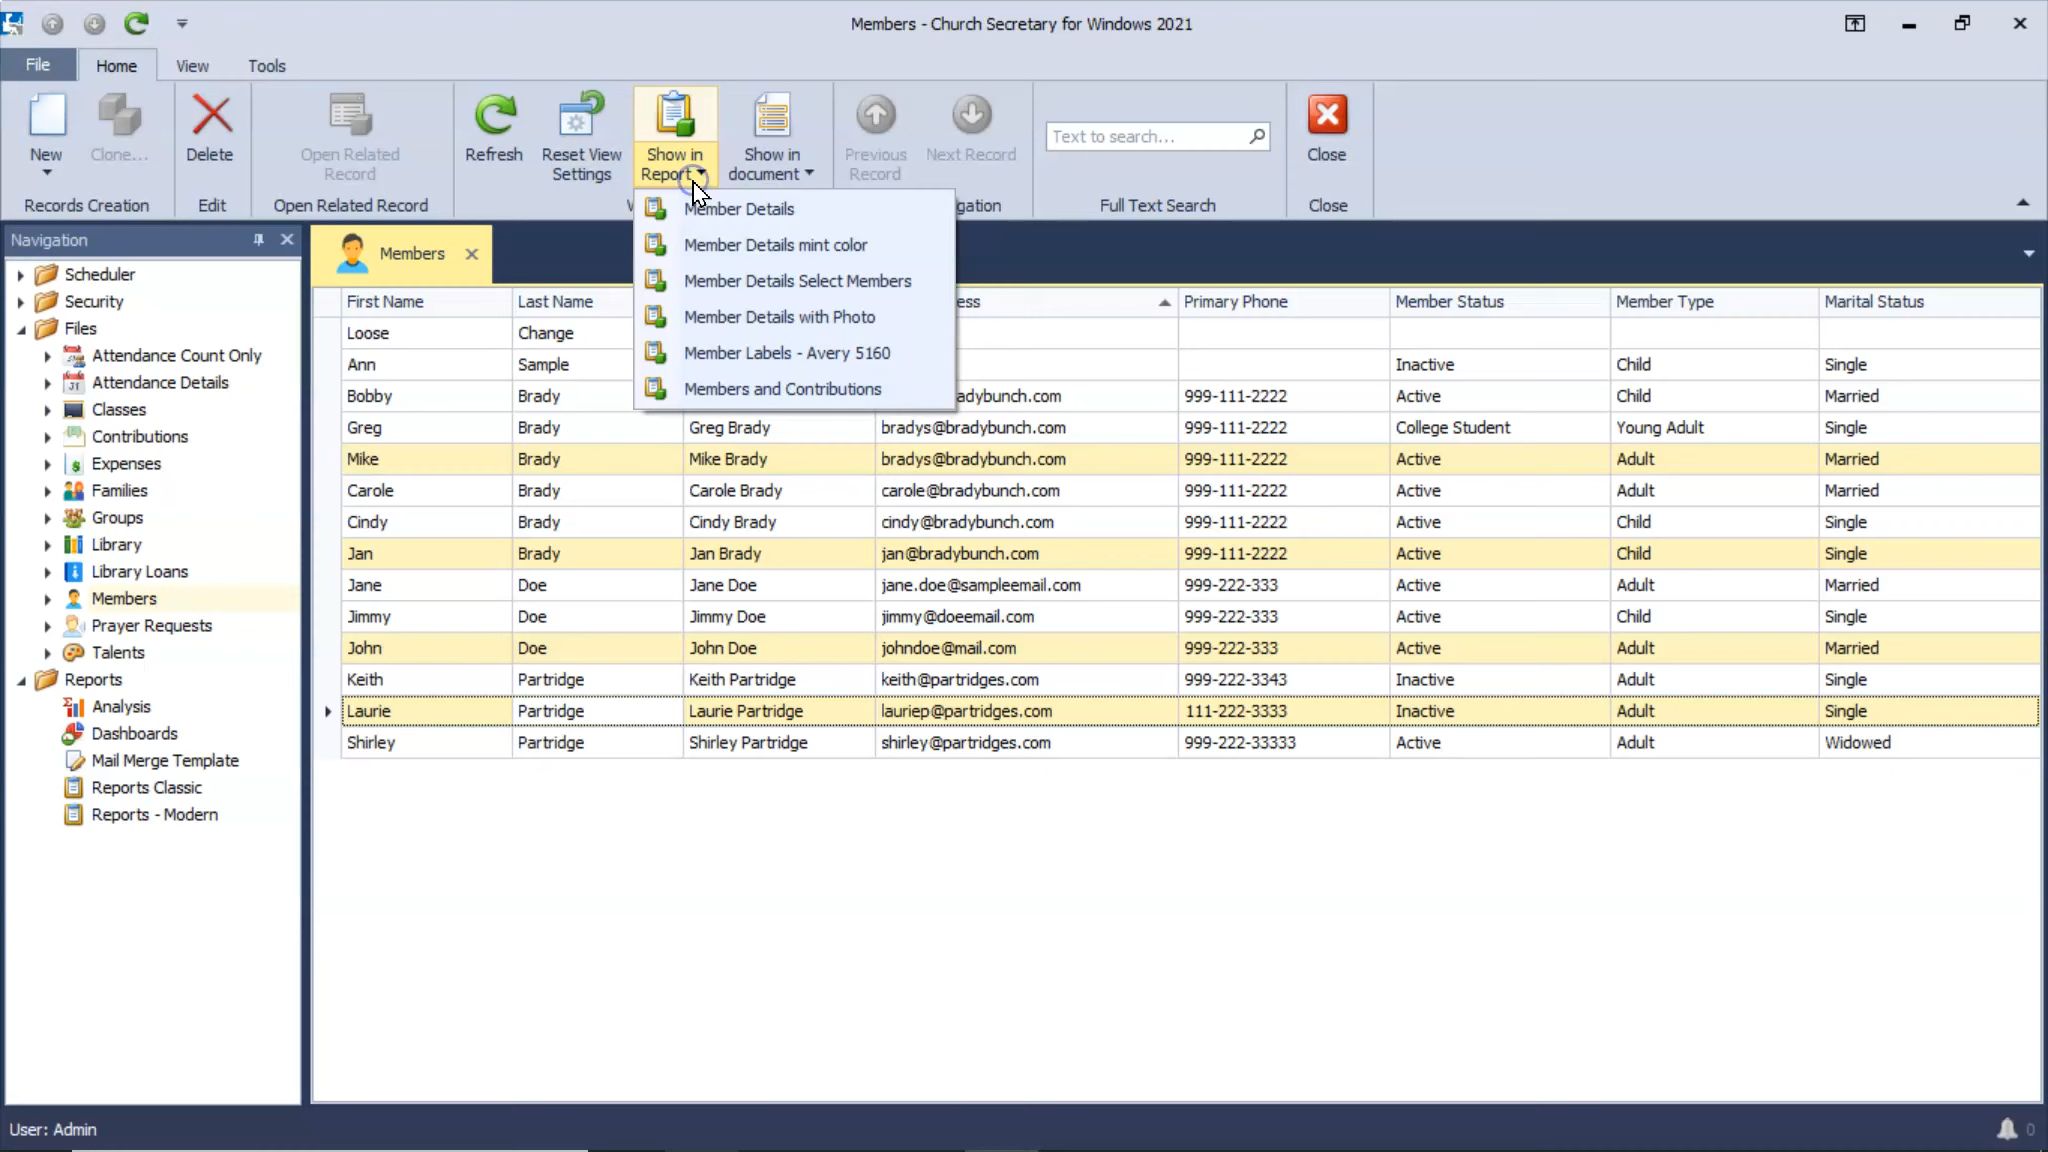 Members - Church Secretary for Windows 2021
File Home View Tools
New Clone... Delete Open Related Record Refresh Reset View Settings Show in Report Show in document Previous Record Next Record Text to search... Close
Records Creation Edit Open Related Record Full Text Search Close
Member Details
Member Details mint color
Member Details Select Members
Member Details with Photo
Member Labels - Avery 5160
Members and Contributions
Navigation
Scheduler
Security
Files
Attendance Count Only
Attendance Details
Classes
Contributions
Expenses
Families
Groups
Library
Library Loans
Members
Prayer Requests
Talents
Reports
Analysis
Dashboards
Mail Merge Template
Reports Classic
Reports - Modern
Members
First Name Last Name ess Primary Phone Member Status Member Type Marital Status
Loose Change
Ann Sample Inactive Child Single
Bobby Brady adybunch.com 999-111-2222 Active Child Married
Greg Brady Greg Brady bradys@bradybunch.com 999-111-2222 College Student Young Adult Single
Mike Brady Mike Brady bradys@bradybunch.com 999-111-2222 Active Adult Married
Carole Brady Carole Brady carole@bradybunch.com 999-111-2222 Active Adult Married
Cindy Brady Cindy Brady cindy@bradybunch.com 999-111-2222 Active Child Single
Jan Brady Jan Brady jan@bradybunch.com 999-111-2222 Active Child Single
Jane Doe Jane Doe jane.doe@sampleemail.com 999-222-333 Active Adult Married
Jimmy Doe Jimmy Doe jimmy@doeemail.com 999-222-333 Active Child Single
John Doe John Doe johndoe@mail.com 999-222-333 Active Adult Married
Keith Partridge Keith Partridge keith@partridges.com 999-222-3343 Inactive Adult Single
Laurie Partridge Laurie Partridge lauriep@partridges.com 111-222-3333 Inactive Adult Single
Shirley Partridge Shirley Partridge shirley@partridges.com 999-222-33333 Active Adult Widowed
User: Admin
0